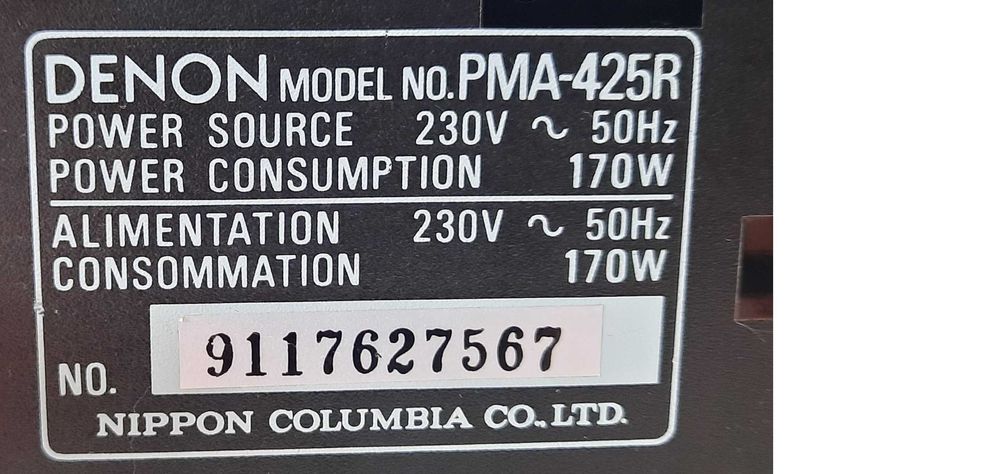 DENON MODEL NO. PMA-425R
POWER SOURCE 230V ~ 50Hz
POWER CONSUMPTION 170W
ALIMENTATION 230V ~ 50Hz
CONSOMMATION 170W
NO. 9117627567
NIPPON COLUMBIA CO., LTD.